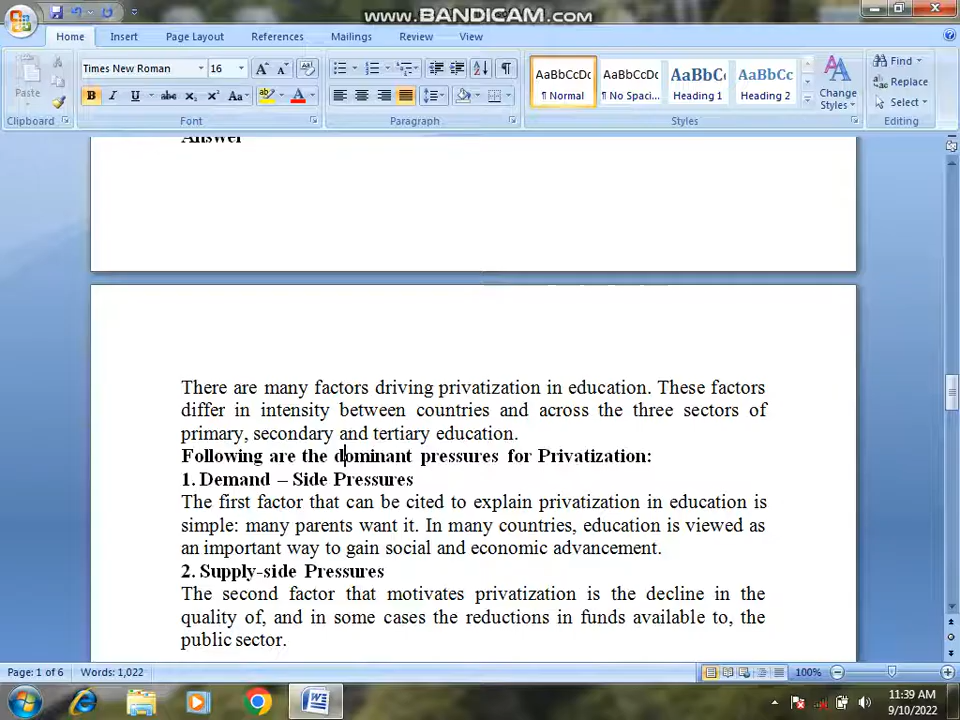 www.BANDICAM.com
Home Insert Page Layout References Mailings Review View
Times New Roman 16
AaBbCcDc AaBbCcDc AaBbC AaBbCc
¶ Normal ¶ No Spaci... Heading 1 Heading 2
Change Styles
Find
Replace
Select
Paste
Clipboard Font Paragraph Styles Editing
Answer
There are many factors driving privatization in education. These factors
differ in intensity between countries and across the three sectors of
primary, secondary and tertiary education.
Following are the dominant pressures for Privatization:
1. Demand – Side Pressures
The first factor that can be cited to explain privatization in education is
simple: many parents want it. In many countries, education is viewed as
an important way to gain social and economic advancement.
2. Supply-side Pressures
The second factor that motivates privatization is the decline in the
quality of, and in some cases the reductions in funds available to, the
public sector.
Page: 1 of 6 Words: 1,022 100%
11:39 AM
9/10/2022